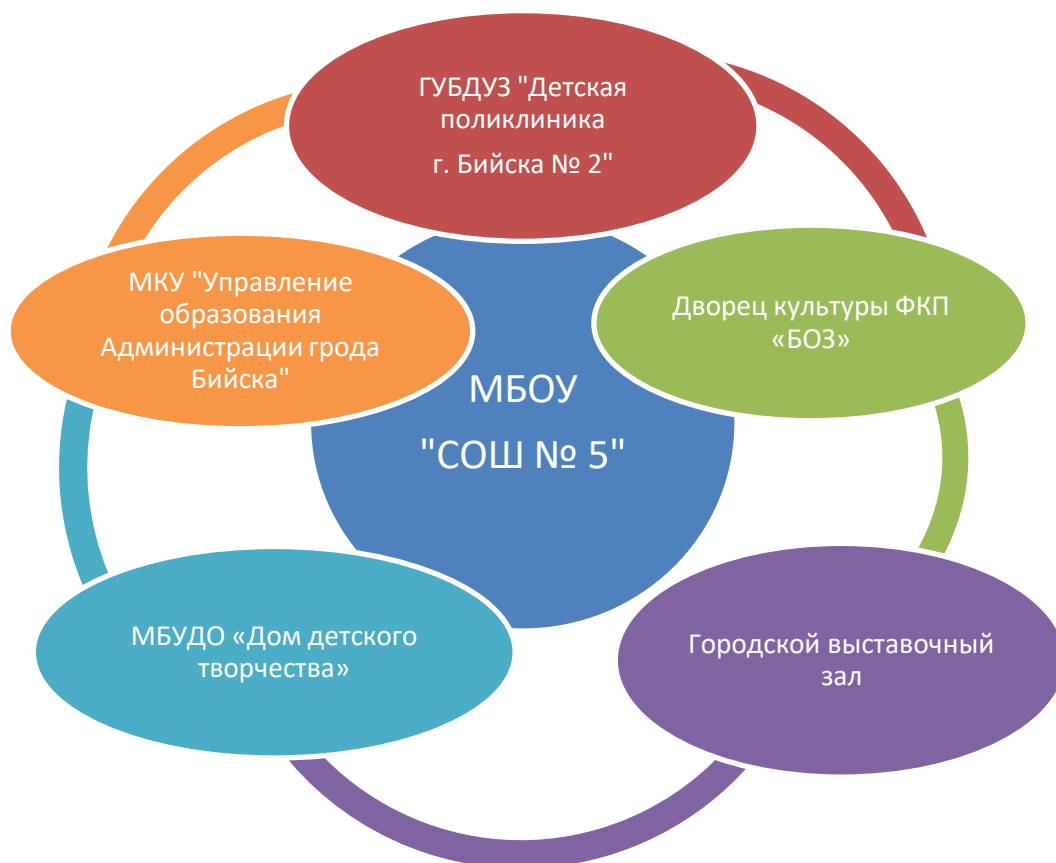 ГУБДУЗ "Детская
поликлиника
г. Бийска № 2"
МКУ "Управление
образования
Администрации грода
Бийска"
Дворец культуры ФКП
«БОЗ»
МБОУ
"СОШ № 5"
МБУДО «Дом детского
творчества»
Городской выставочный
зал